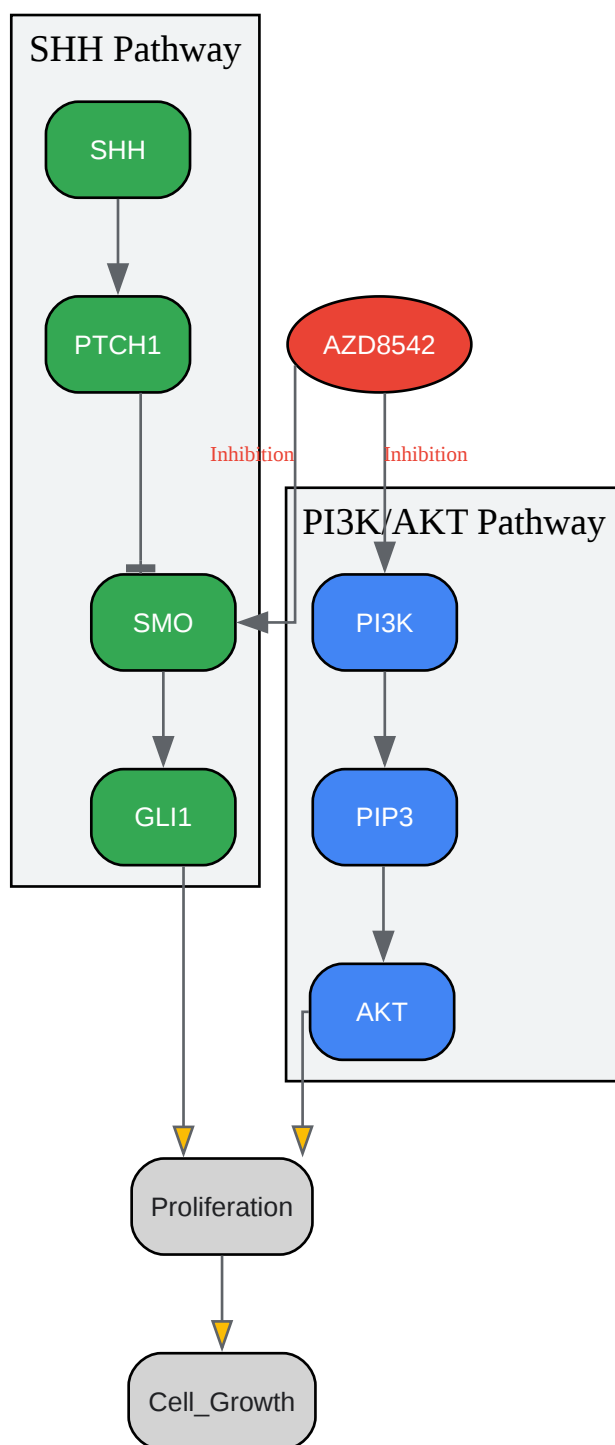 SHH Pathway
SHH
PTCH1
AZD8542
Inhibition
Inhibition
PI3K/AKT Pathway
SMO
PI3K
GLI1
PIP3
AKT
Proliferation
Cell_Growth